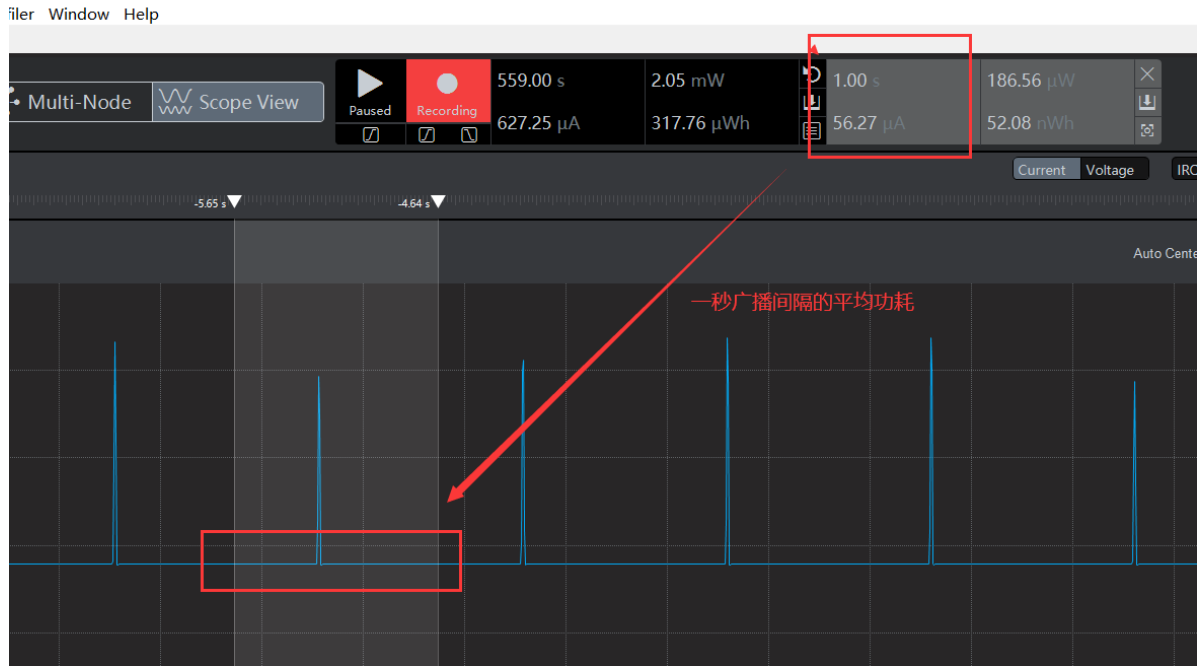 filer Window Help
Multi-Node Scope View
Paused Recording
559.00 s 2.05 mW 1.00 s 186.56 μW
627.25 μA 317.76 μWh 56.27 μA 52.08 nWh
Current Voltage IRC
-5.65 s -4.64 s
Auto Cente
一秒广播间隔的平均功耗